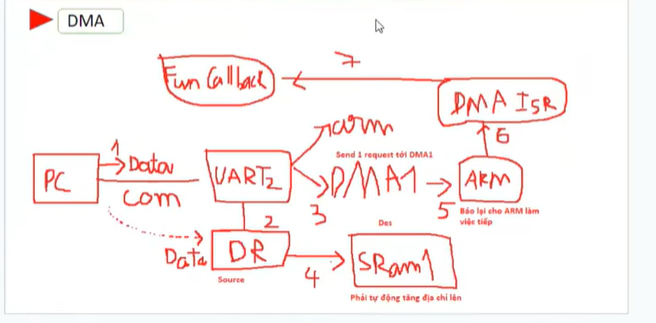 DMA
Fun Callback
7
DMA ISR
arm
6
Send 1 request tới DMA1
PC
1
Data
com
UART2
3
DMA1
5
ARM
Báo lại cho ARM làm
việc tiếp
2
Des
Data
DR
Source
4
SRam1
Phải tự động tăng địa chỉ lên